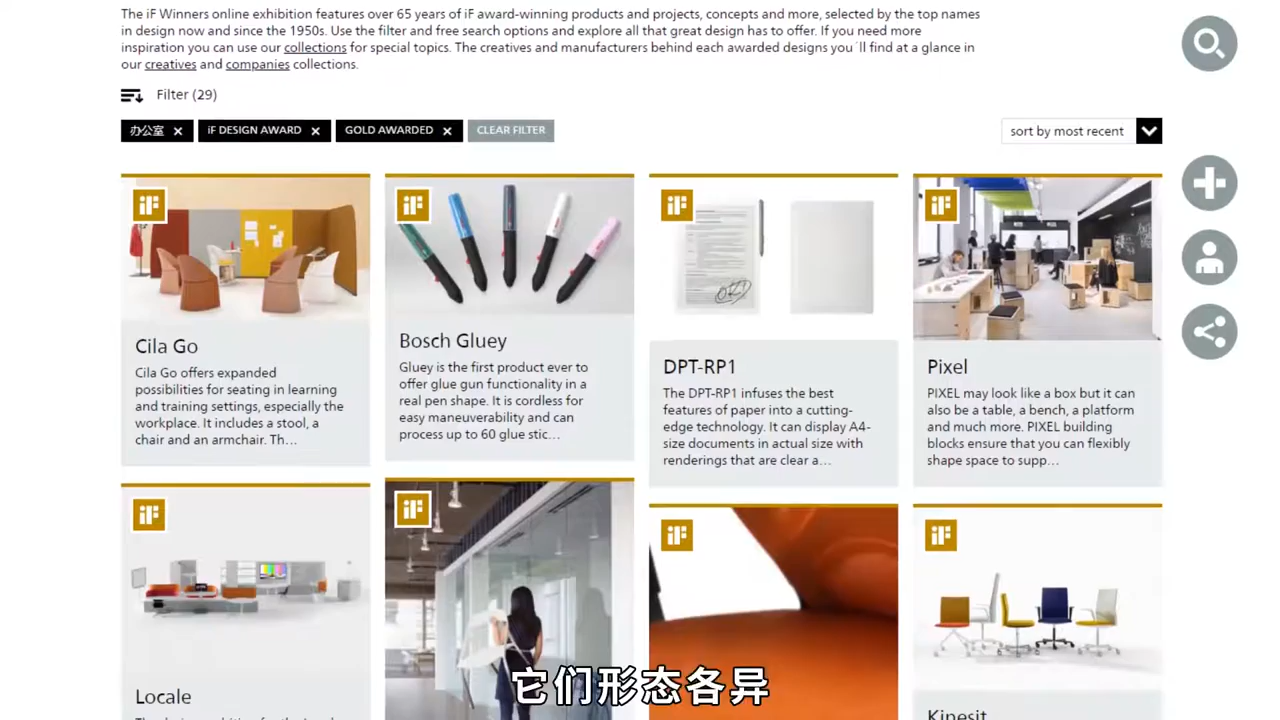 The iF Winners online exhibition features over 65 years of iF award-winning products and projects, concepts and more, selected by the top names
in design now and since the 1950s. Use the filter and free search options and explore all that great design has to offer. If you need more
inspiration you can use our collections for special topics. The creatives and manufacturers behind each awarded designs you´ll find at a glance in
our creatives and companies collections.
Filter (29)
办公室 ×
iF DESIGN AWARD ×
GOLD AWARDED ×
CLEAR FILTER
sort by most recent
iF
Cila Go
Cila Go offers expanded
possibilities for seating in learning
and training settings, especially the
workplace. It includes a stool, a
chair and an armchair. Th…
iF
Bosch Gluey
Gluey is the first product ever to
offer glue gun functionality in a
real pen shape. It is cordless for
easy maneuverability and can
process up to 60 glue stic…
iF
DPT-RP1
The DPT-RP1 infuses the best
features of paper into a cutting-
edge technology. It can display A4-
size documents in actual size with
renderings that are clear a…
iF
Pixel
PIXEL may look like a box but it can
also be a table, a bench, a platform
and much more. PIXEL building
blocks ensure that you can flexibly
shape space to supp…
iF
Locale
iF
iF
iF
Kinesit
它们形态各异